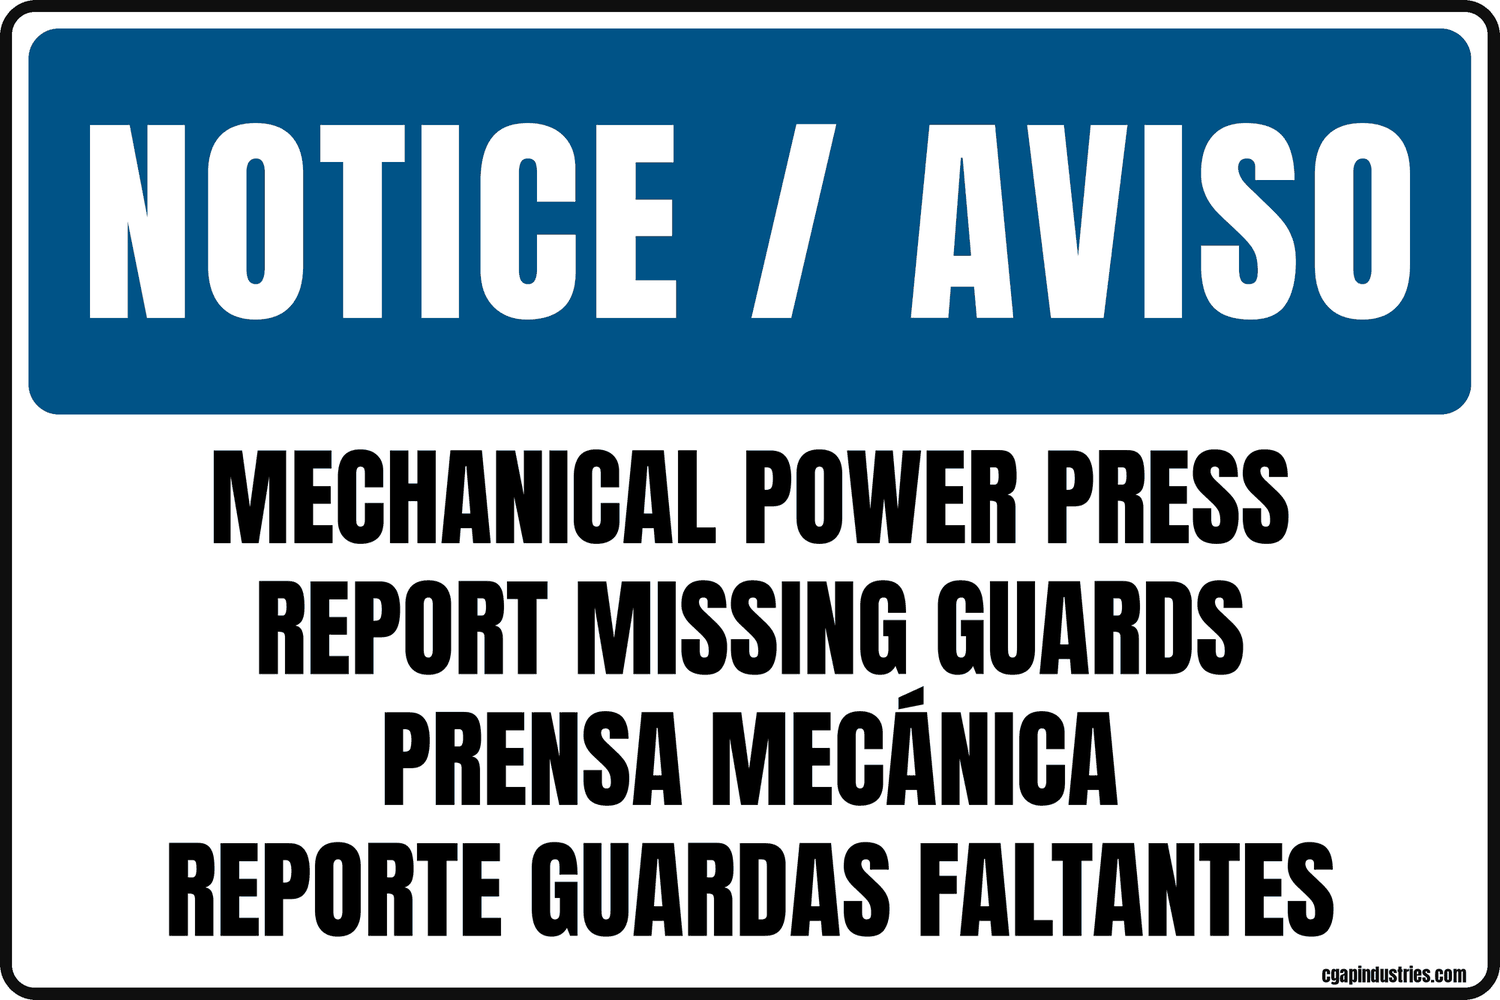 NOTICE / AVISO
MECHANICAL POWER PRESS
REPORT MISSING GUARDS
PRENSA MECÁNICA
REPORTE GUARDAS FALTANTES
cgapindustries.com